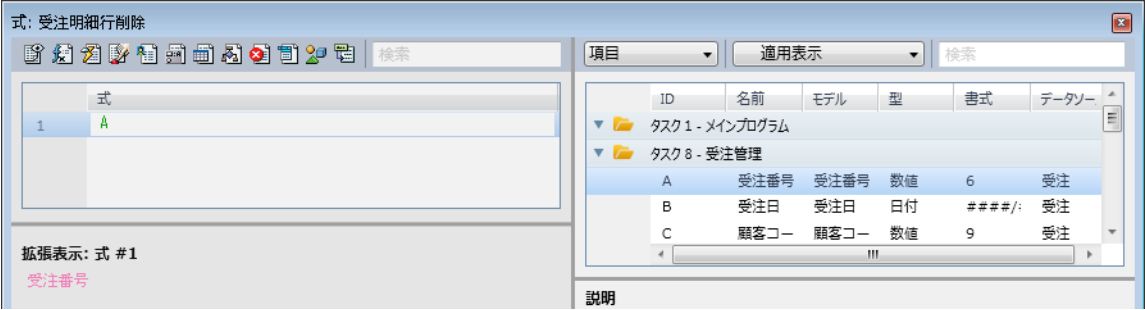 式: 受注明細行削除
検索
項目
適用表示
検索
式
1
A
拡張表示: 式 #1
受注番号
ID 名前 モデル 型 書式 データソー
タスク1 - メインプログラム
タスク8 - 受注管理
A 受注番号 受注番号 数値 6 受注
B 受注日 受注日 日付 ####/ 受注
C 顧客コー 顧客コー 数値 9 受注
説明